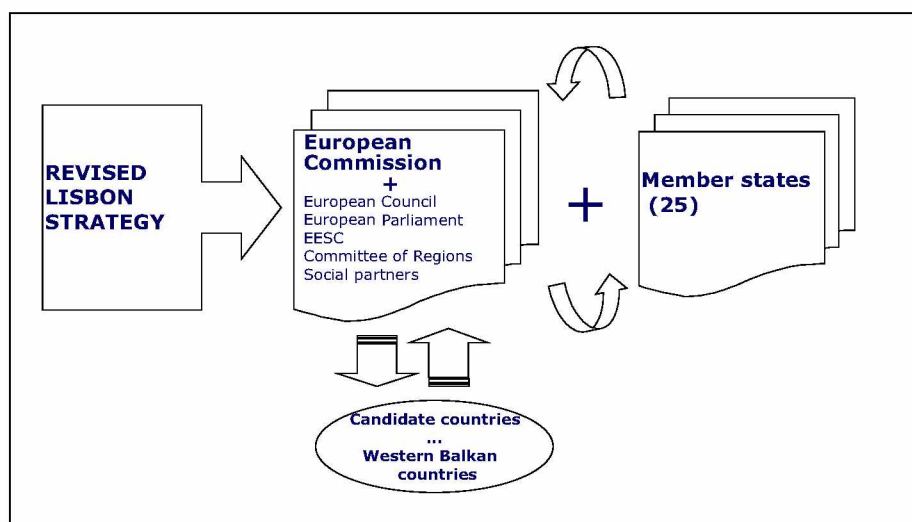 REVISED
LISBON
STRATEGY
European
Commission
+
European Council
European Parliament
EESC
Committee of Regions
Social partners
+
Member states
(25)
Candidate countries
...
Western Balkan
countries